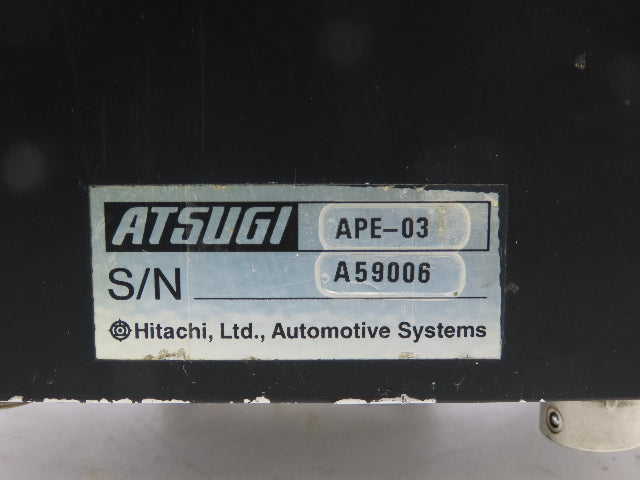 ATSUGI APE-03
S/N A59006
Hitachi, Ltd., Automotive Systems